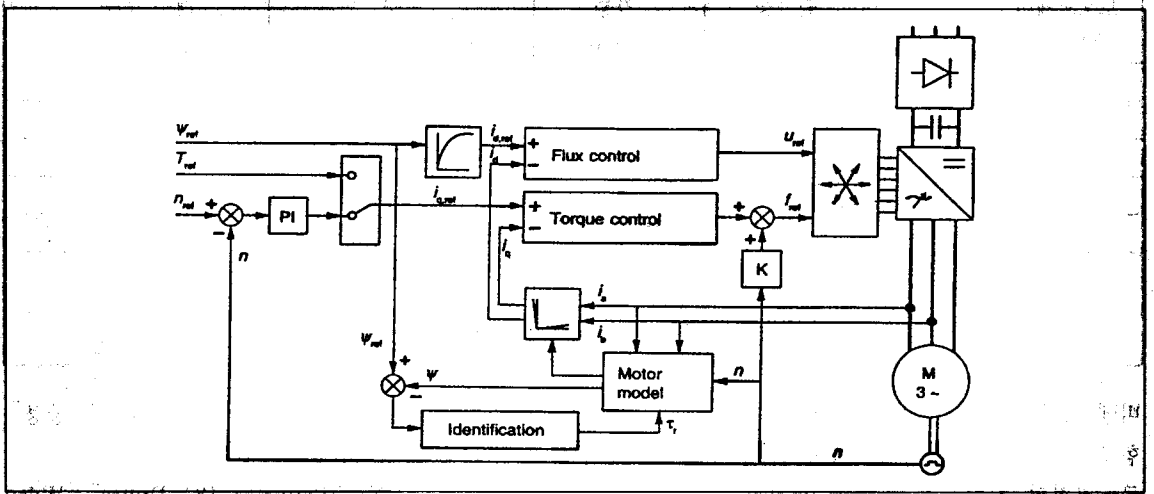 Ψref
Tref
nref
+
−
n
PI
id,ref
id
+
−
Flux control
uref
iq,ref
iq
+
−
Torque control
+
+
fref
K
ia
ib
Ψref
+
−
Ψ
Motor
model
n
τr
Identification
M
3 ~
n